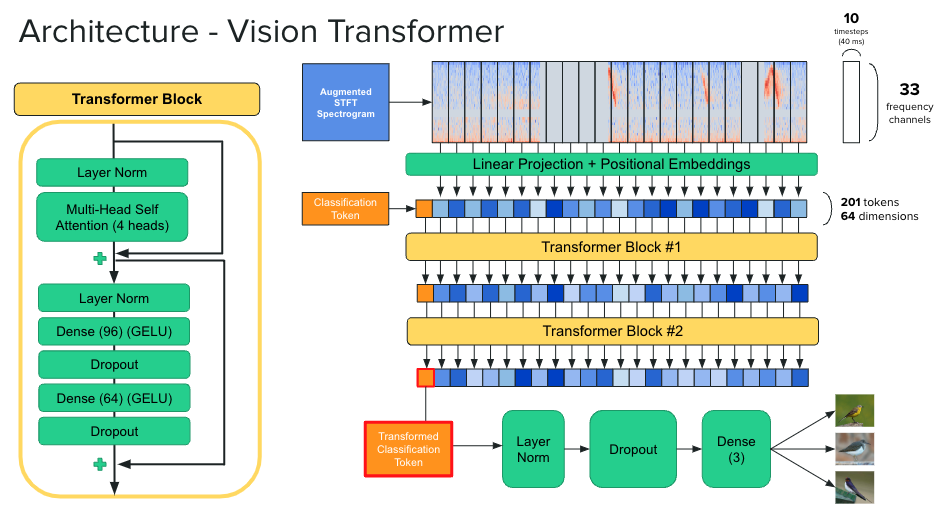 Architecture - Vision Transformer
10
timesteps
(40 ms)
33
frequency
channels
Transformer Block
Layer Norm
Multi-Head Self
Attention (4 heads)
Layer Norm
Dense (96) (GELU)
Dropout
Dense (64) (GELU)
Dropout
Augmented
STFT
Spectrogram
Linear Projection + Positional Embeddings
Classification
Token
201 tokens
64 dimensions
Transformer Block #1
Transformer Block #2
Transformed
Classification
Token
Layer
Norm
Dropout
Dense
(3)